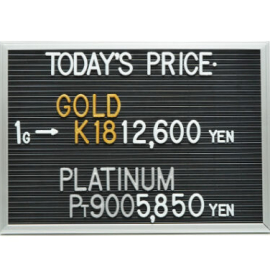 TODAY'S PRICE·
GOLD
1G → K18 12,600 YEN
PLATINUM
PT900 5,850 YEN